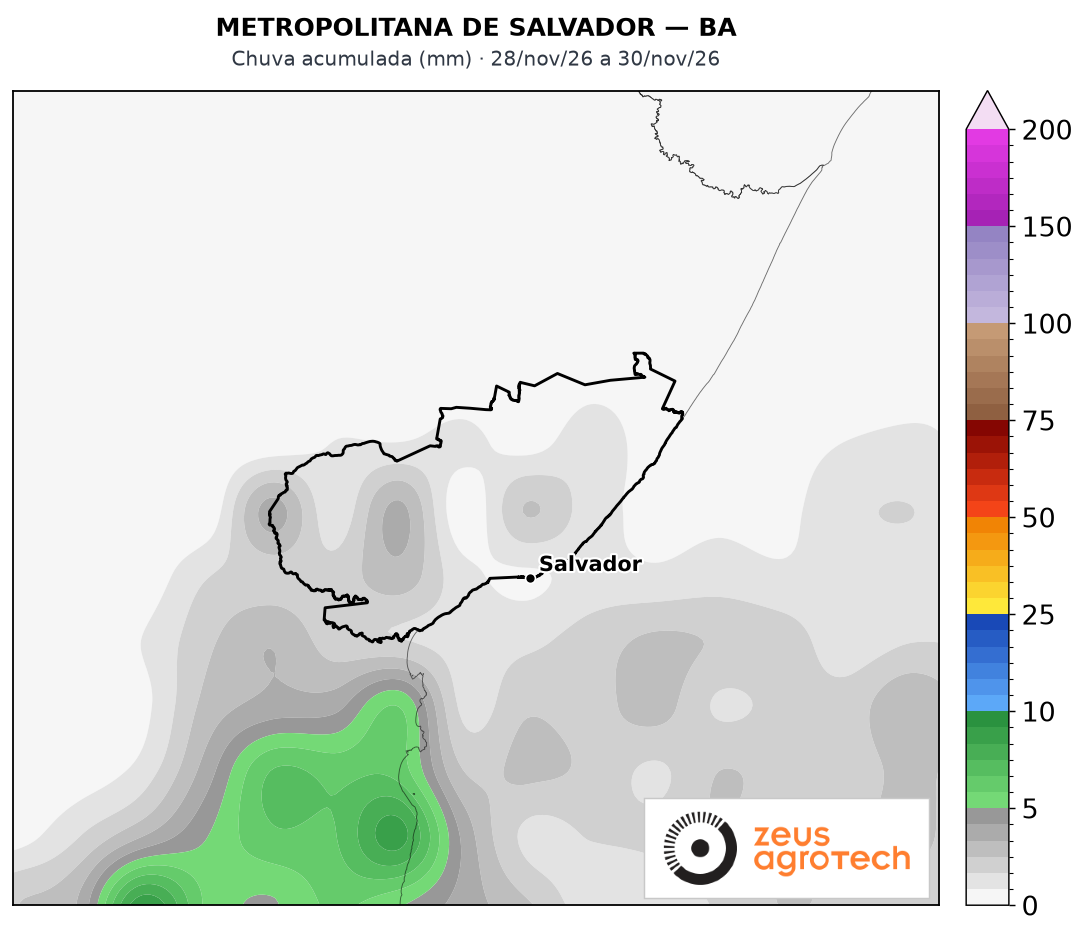 METROPOLITANA DE SALVADOR — BA
Chuva acumulada (mm) · 28/nov/26 a 30/nov/26
200
150
100
75
50
25
10
5
0
Salvador
zeus
agrotech